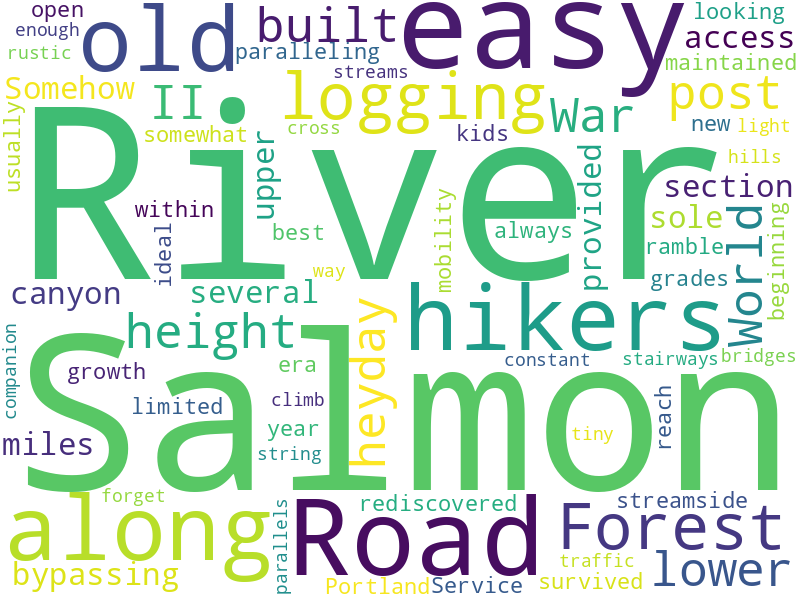 open
enough
rustic
old
built
paralleling
streams
easy
looking
access
maintained
Somehow
II
somewhat
logging
cross
kids
War
post
new
light
usually
River
upper
within
ideal
best
mobility
always
provided
hills
section
sole
ramble
grades
World
beginning
canyon
several
way
height
heyday
hikers
constant
stairways
bridges
companion
growth
era
climb
limited
year
string
miles
Salmon
tiny
reach
forget
along
bypassing
parallels
Road
rediscovered
Portland
Service
streamside
Forest
traffic
survived
lower